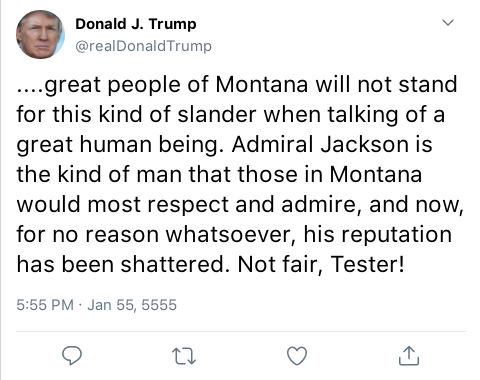 Donald J. Trump
@realDonaldTrump
....great people of Montana will not stand
for this kind of slander when talking of a
great human being. Admiral Jackson is
the kind of man that those in Montana
would most respect and admire, and now,
for no reason whatsoever, his reputation
has been shattered. Not fair, Tester!
5:55 PM · Jan 55, 5555